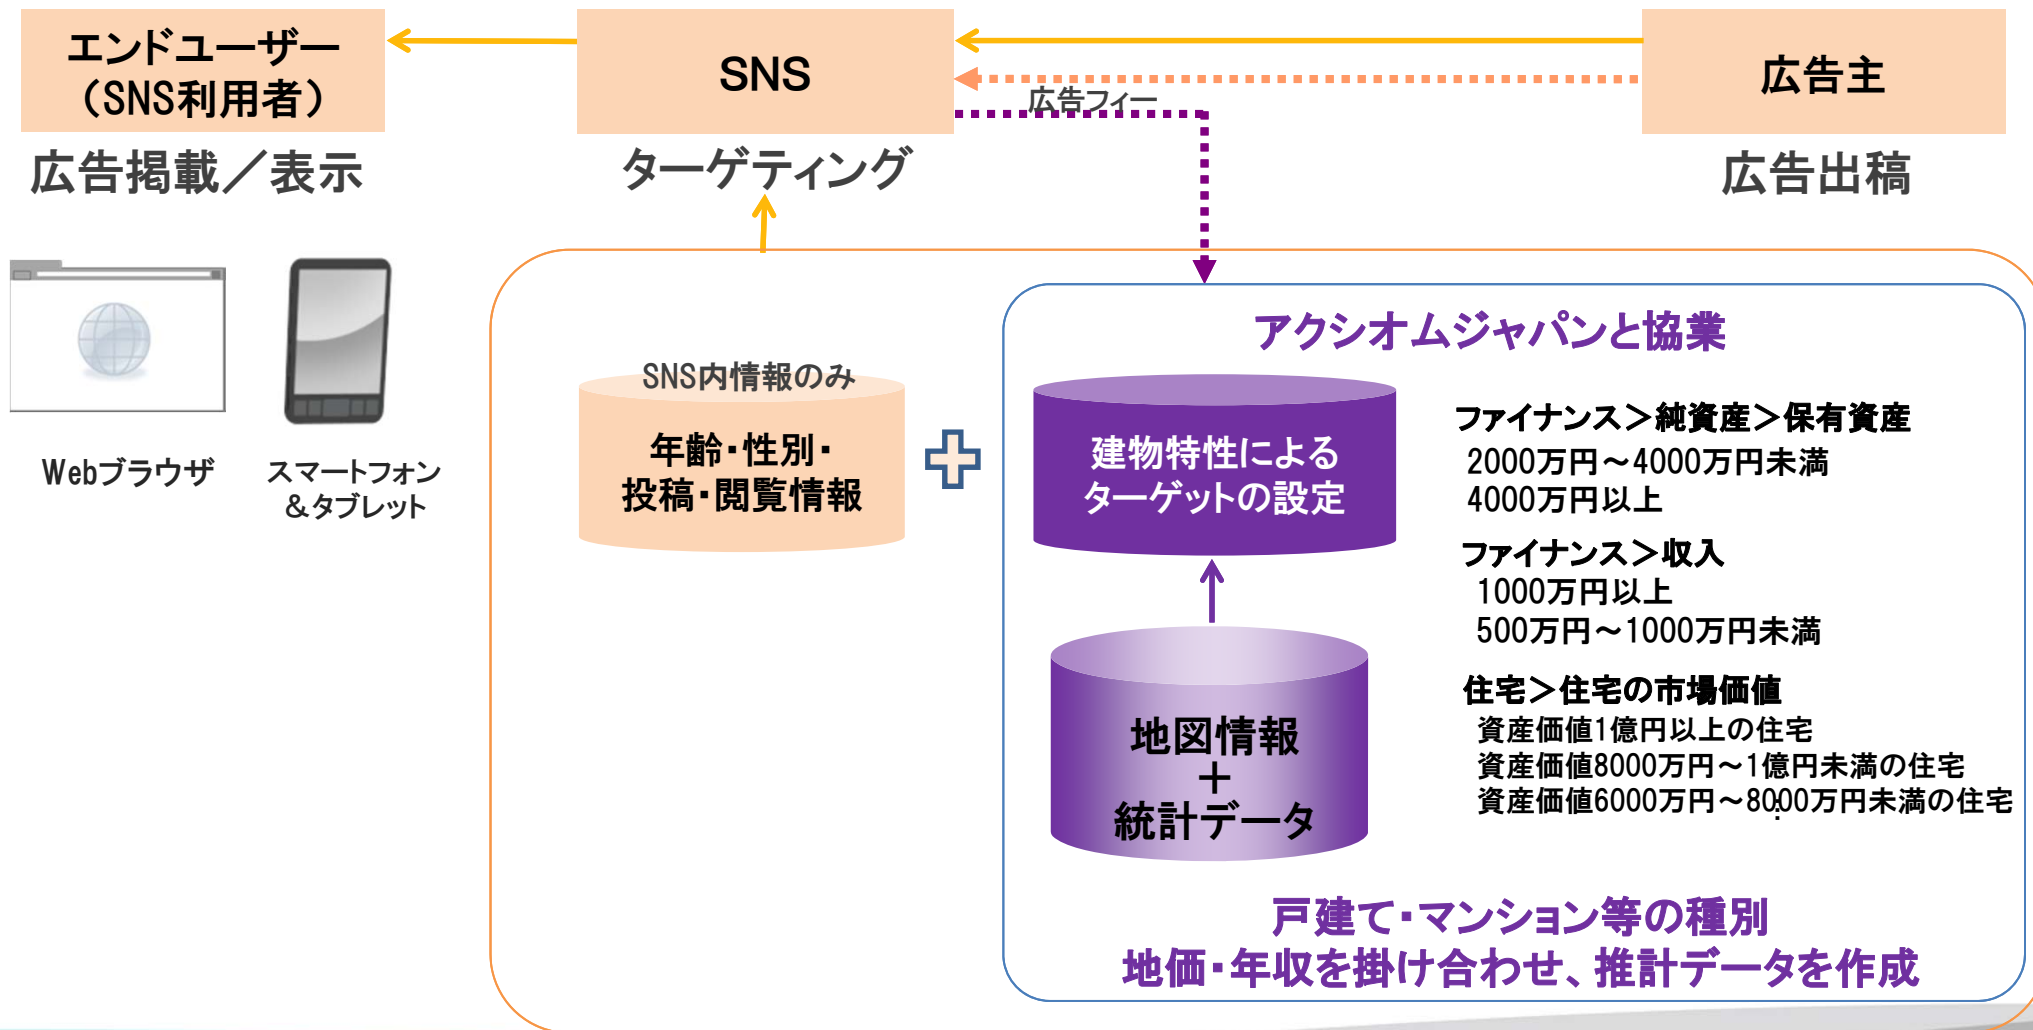 エンドユーザー
（SNS利用者）
SNS
広告主
広告フィー
広告掲載／表示
ターゲティング
広告出稿
Webブラウザ
スマートフォン
＆タブレット
SNS内情報のみ
年齢・性別・
投稿・閲覧情報
アクシオムジャパンと協業
建物特性による
ターゲットの設定
地図情報
＋
統計データ
ファイナンス＞純資産＞保有資産
2000万円～4000万円未満
4000万円以上
ファイナンス＞収入
1000万円以上
500万円～1000万円未満
住宅＞住宅の市場価値
資産価値1億円以上の住宅
資産価値8000万円～1億円未満の住宅
資産価値6000万円～8000万円未満の住宅
戸建て・マンション等の種別
地価・年収を掛け合わせ、推計データを作成